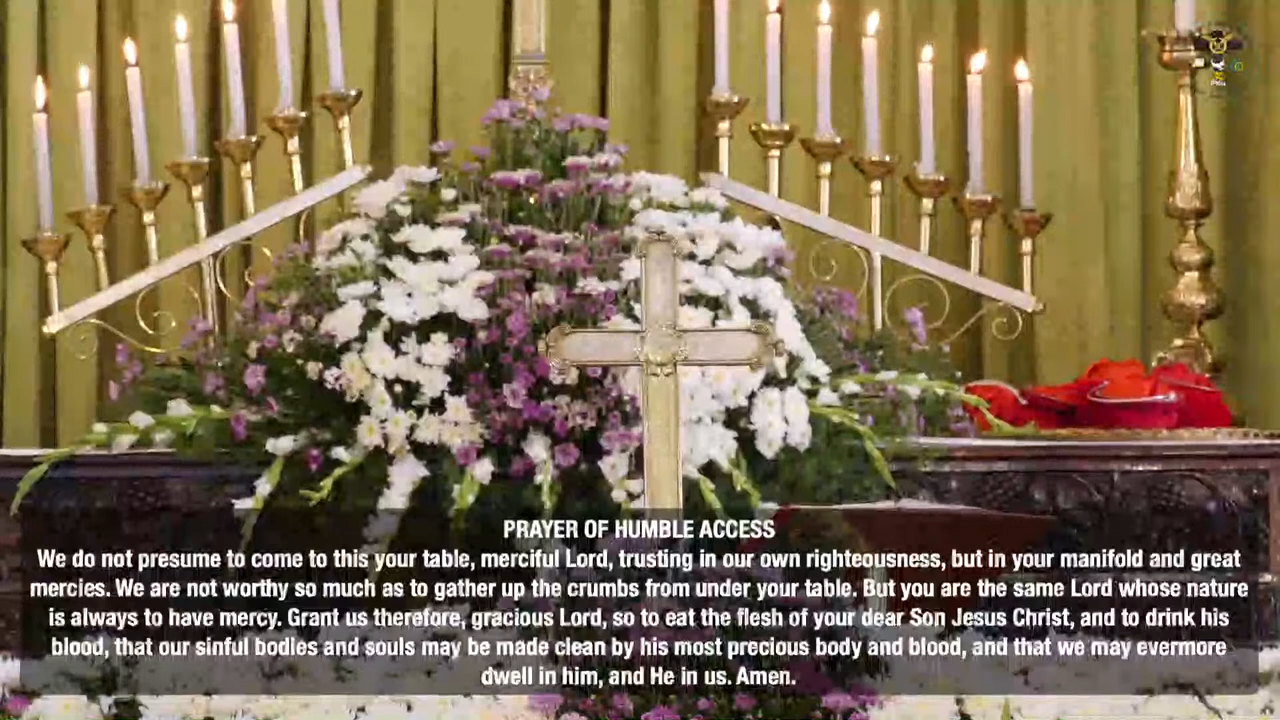 PRAYER OF HUMBLE ACCESS
We do not presume to come to this your table, merciful Lord, trusting in our own righteousness, but in your manifold and great
mercies. We are not worthy so much as to gather up the crumbs from under your table. But you are the same Lord whose nature
is always to have mercy. Grant us therefore, gracious Lord, so to eat the flesh of your dear Son Jesus Christ, and to drink his
blood, that our sinful bodies and souls may be made clean by his most precious body and blood, and that we may evermore
dwell in him, and He in us. Amen.